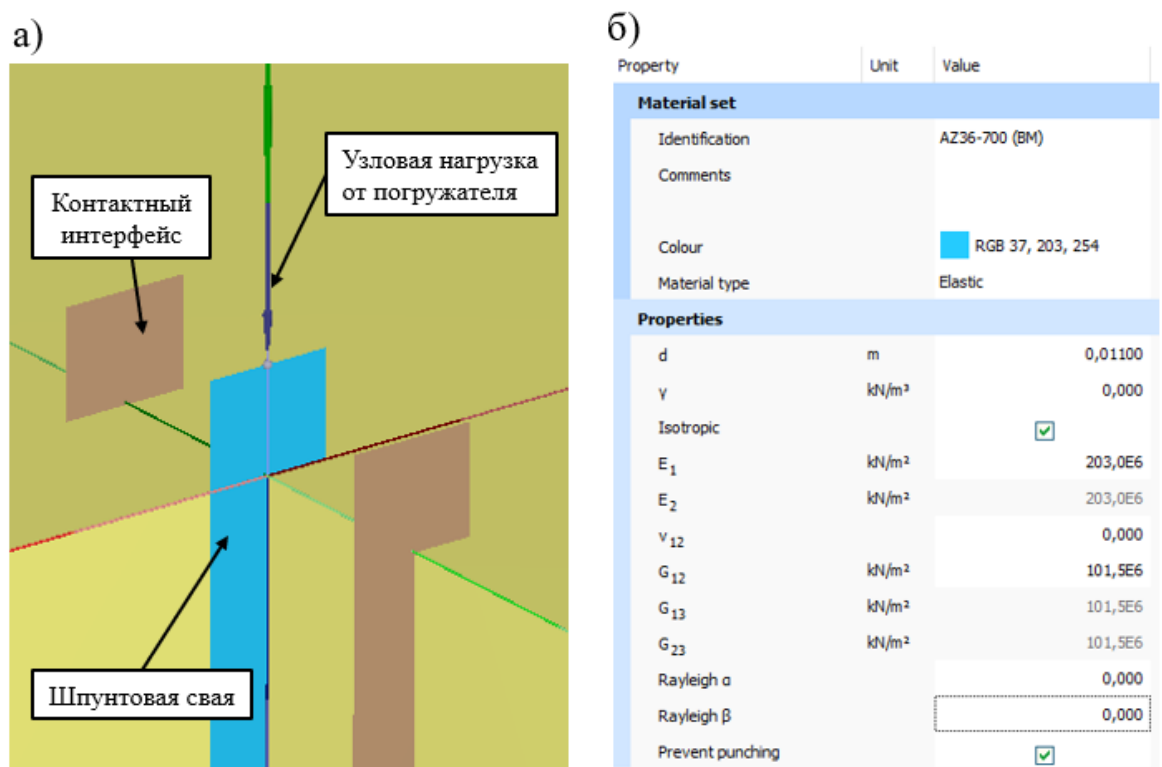 а)
Узловая нагрузка
от погружателя
Контактный
интерфейс
Шпунтовая свая
б)
Property Unit Value
Material set
Identification AZ36-700 (BM)
Comments
Colour RGB 37, 203, 254
Material type Elastic
Properties
d m 0,01100
γ kN/m³ 0,000
Isotropic
E₁ kN/m² 203,0E6
E₂ kN/m² 203,0E6
ν₁₂ 0,000
G₁₂ kN/m² 101,5E6
G₁₃ kN/m² 101,5E6
G₂₃ kN/m² 101,5E6
Rayleigh α 0,000
Rayleigh β 0,000
Prevent punching